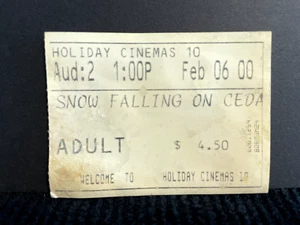 HOLIDAY CINEMAS 10
Aud:2 1:00P Feb 06 00
SNOW FALLING ON CEDA
ADULT $ 4.50
WELCOME TO HOLIDAY CINEMAS 10